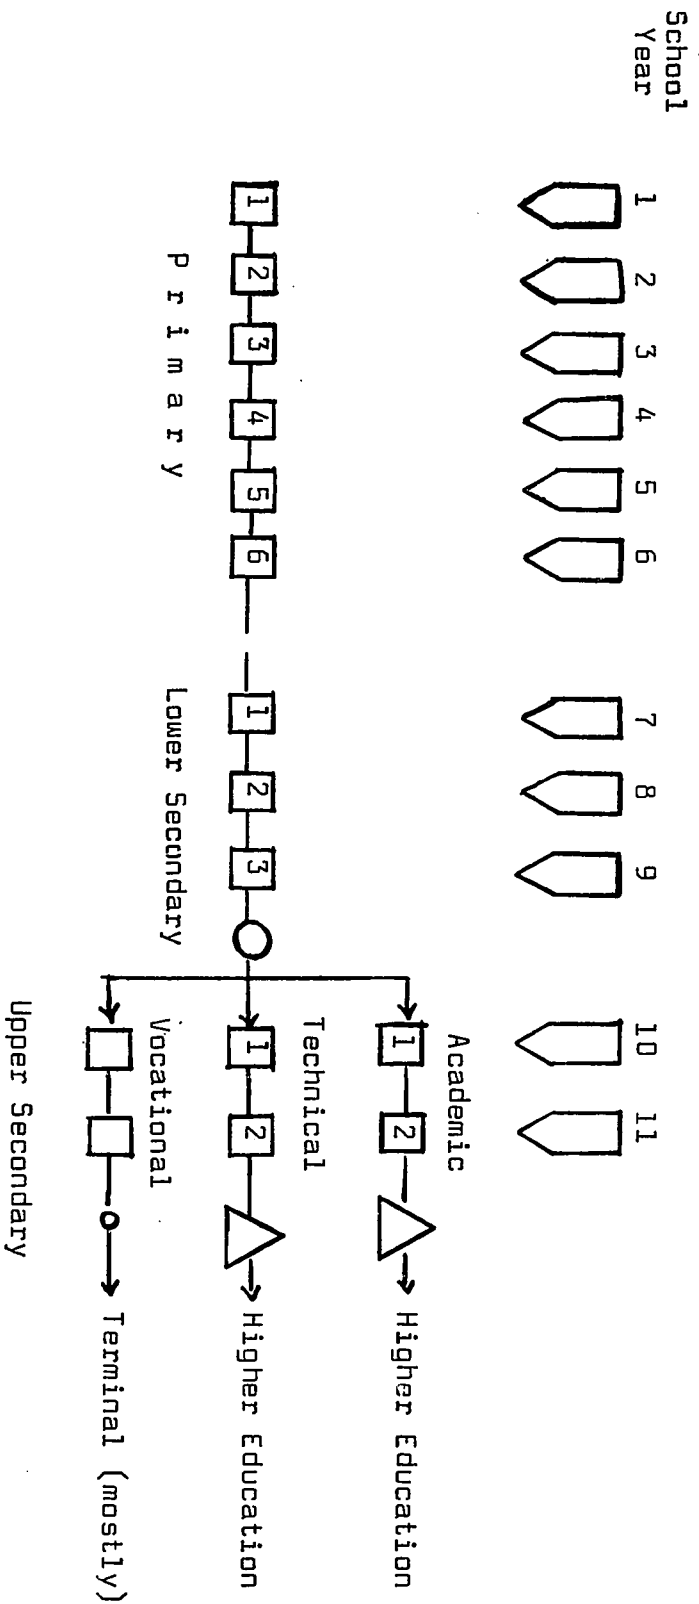 School
Year
1 2 3 4 5 6 7 8 9 10 11
Academic
1 2 Higher Education
Technical
1 2 3 4 5 6 1 2 3 1 2 Higher Education
Primary
Lower Secondary
Vocational
Terminal (mostly)
Upper Secondary